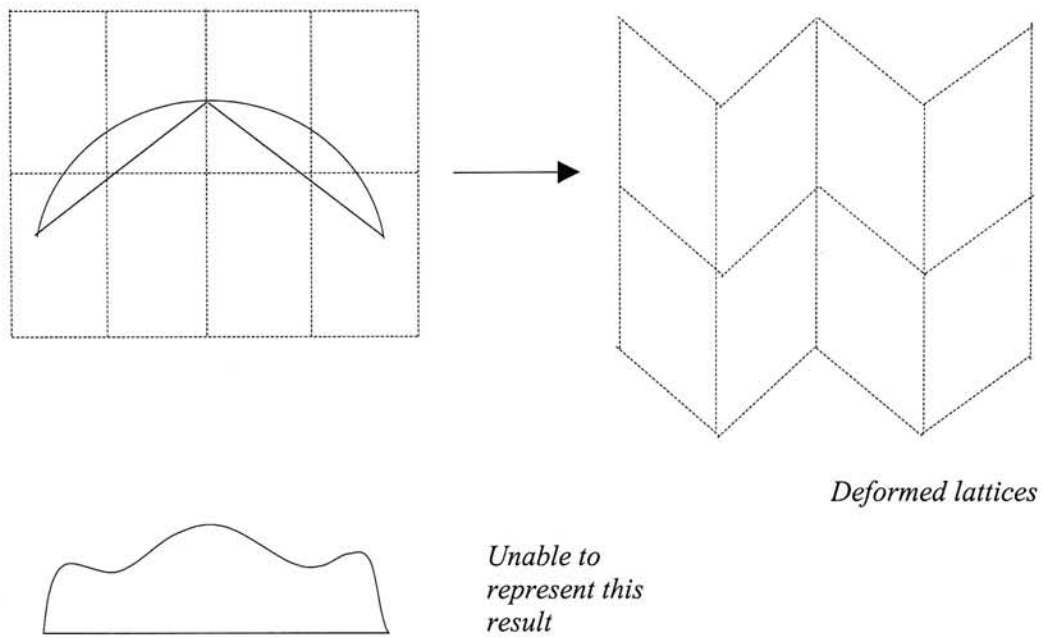 Deformed lattices
Unable to
represent this
result